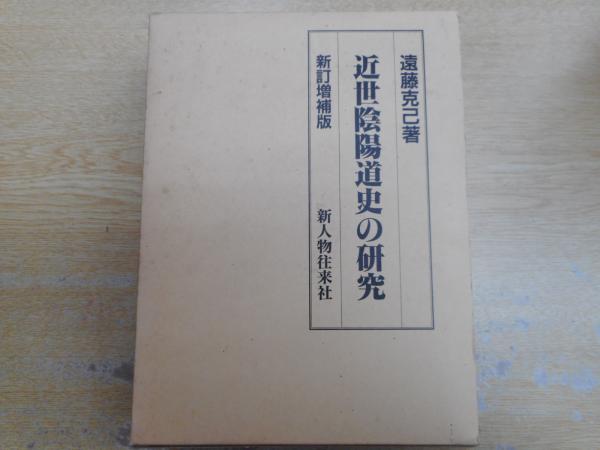 遠藤克己著
近世陰陽道史の研究
新訂増補版
新人物往来社